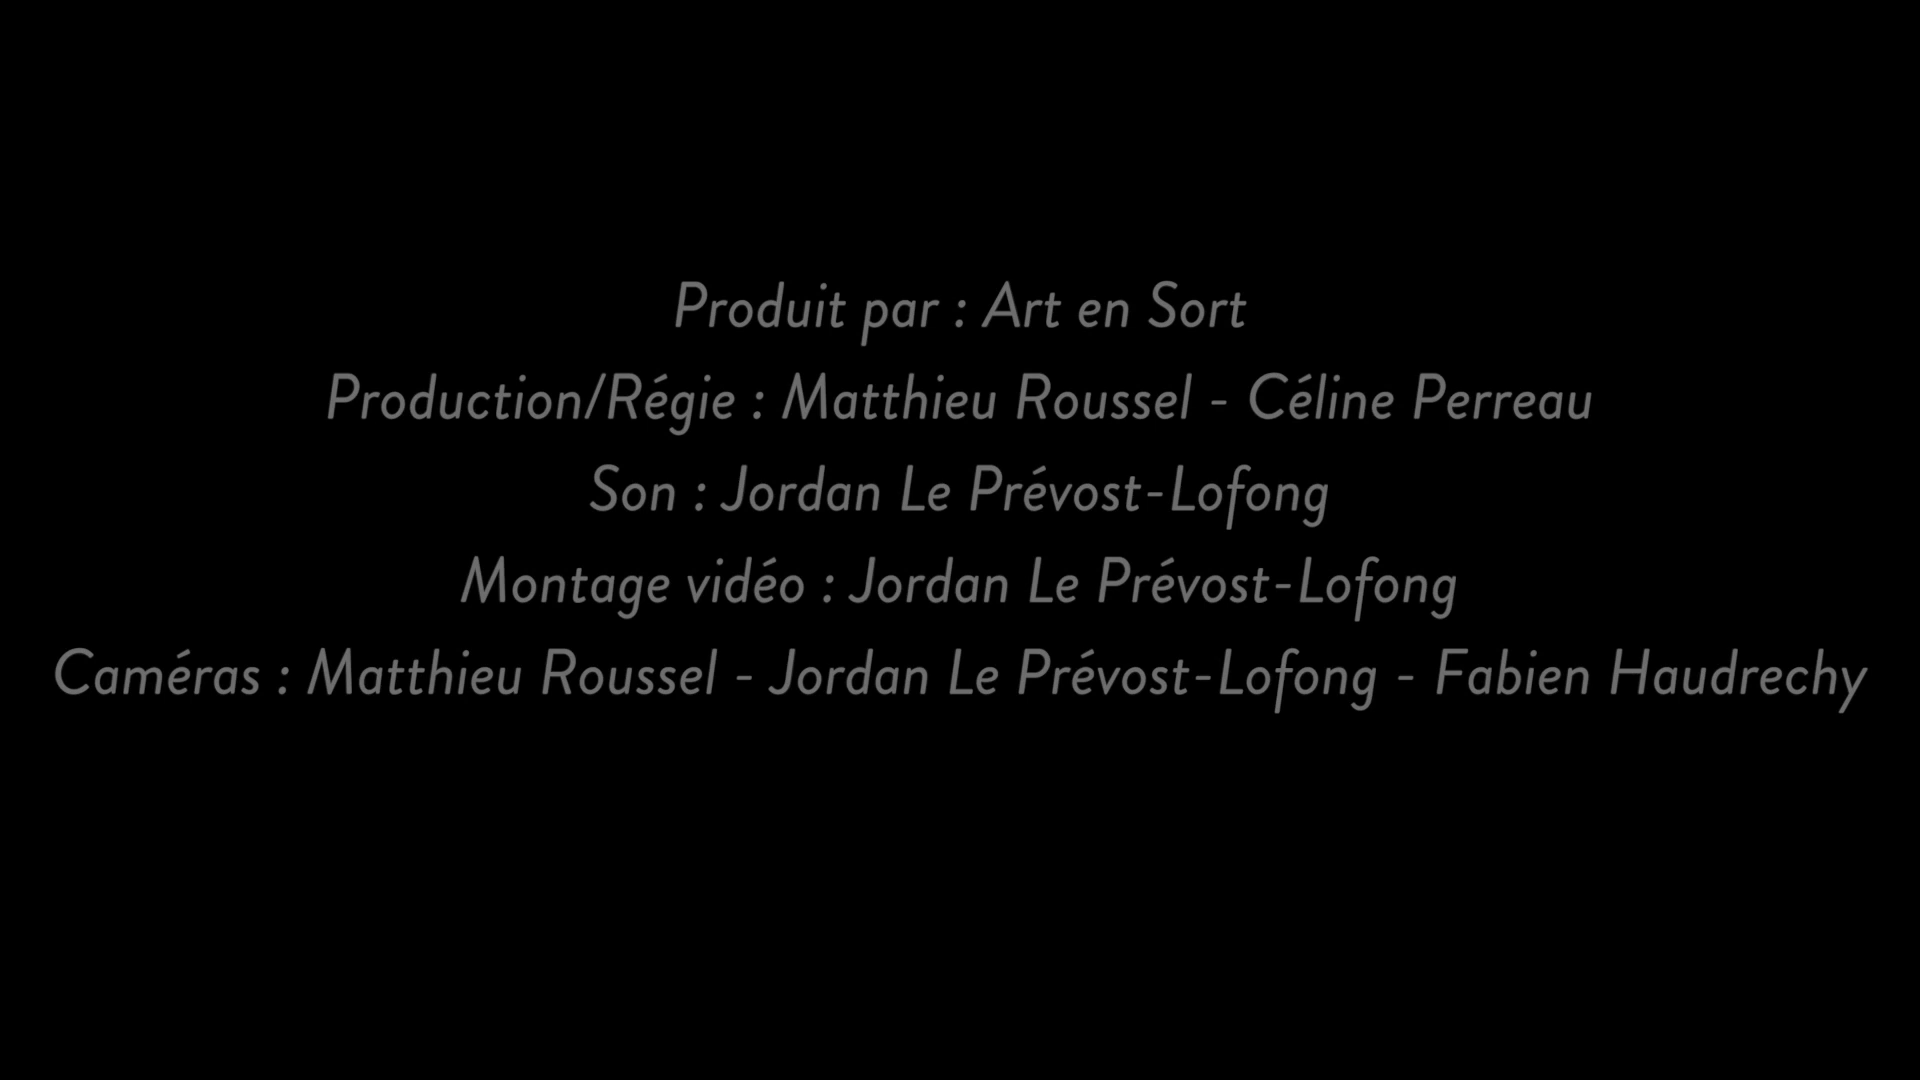 Produit par : Art en Sort
Production/Régie : Matthieu Roussel - Céline Perreau
Son : Jordan Le Prévost-Lofong
Montage vidéo : Jordan Le Prévost-Lofong
Caméras : Matthieu Roussel - Jordan Le Prévost-Lofong - Fabien Haudrechy